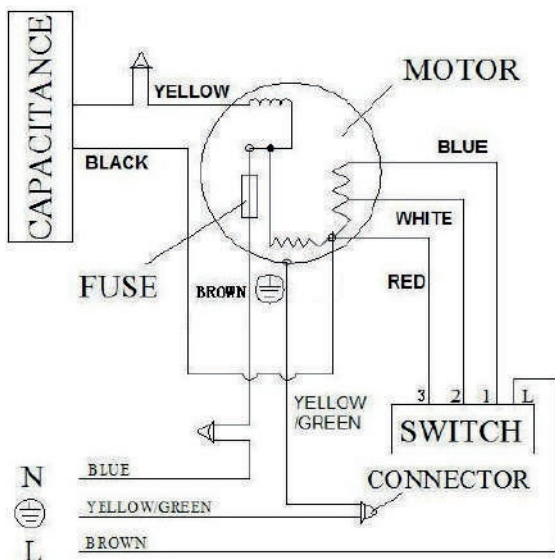 CAPACITANCE
YELLOW
MOTOR
BLACK
BLUE
WHITE
FUSE
BROWN
RED
YELLOW
/GREEN
3 2 1 L
SWITCH
CONNECTOR
N BLUE
YELLOW/GREEN
L BROWN